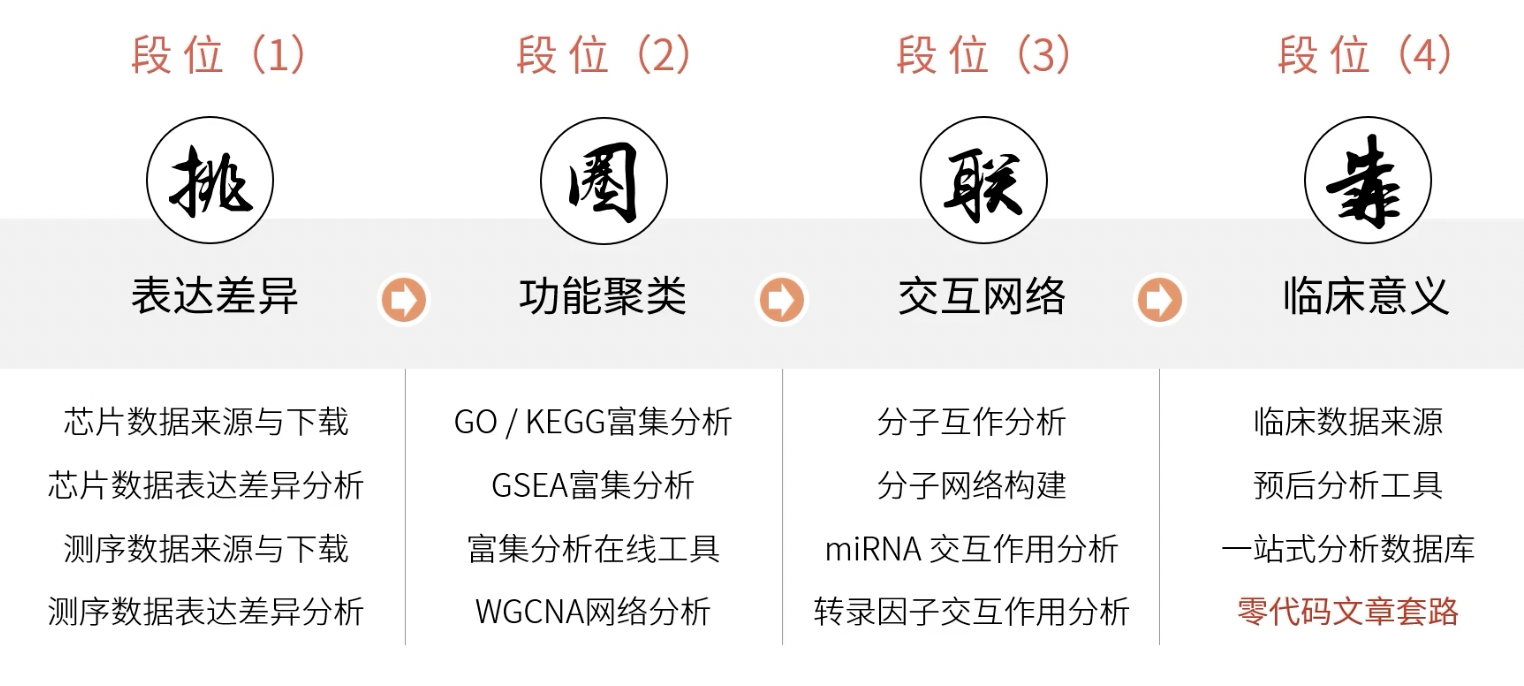 段 位（1）
挑
表达差异
芯片数据来源与下载
芯片数据表达差异分析
测序数据来源与下载
测序数据表达差异分析
段 位（2）
圈
功能聚类
GO / KEGG富集分析
GSEA富集分析
富集分析在线工具
WGCNA网络分析
段 位（3）
联
交互网络
分子互作分析
分子网络构建
miRNA 交互作用分析
转录因子交互作用分析
段 位（4）
靠
临床意义
临床数据来源
预后分析工具
一站式分析数据库
零代码文章套路